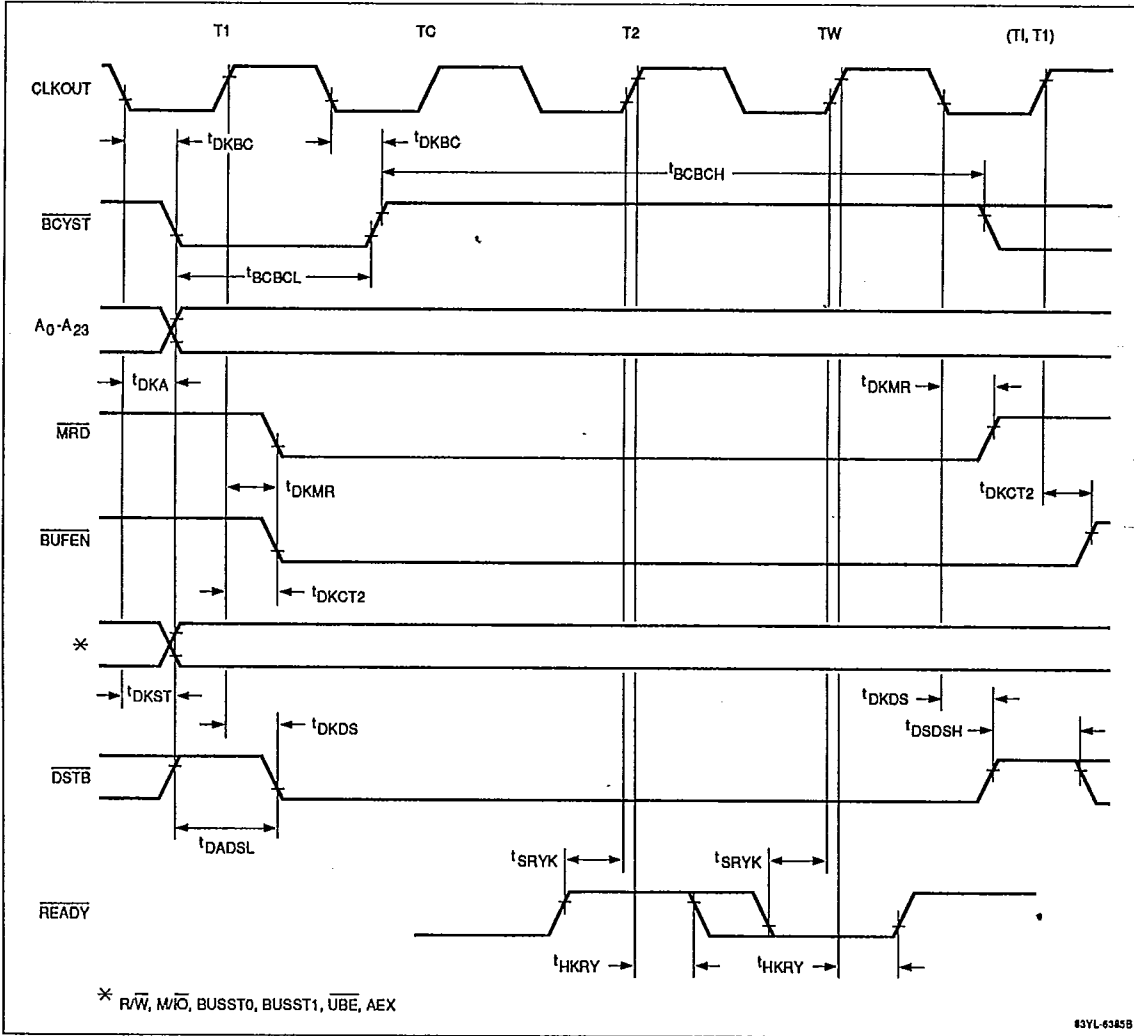 T1 TC T2 TW (TI, T1)
CLKOUT
tDKBC tDKBC
tBCBCH
BCYST
tBCBCL
A0-A23
tDKA tDKMR
MRD
tDKMR tDKCT2
BUFEN
tDKCT2
*
tDKST tDKDS
tDKDS tDSDSH
DSTB
tDADSL
tSRYK tSRYK
READY
tHKRY tHKRY
* R/W, M/IO, BUSST0, BUSST1, UBE, AEX
83YL-6385B